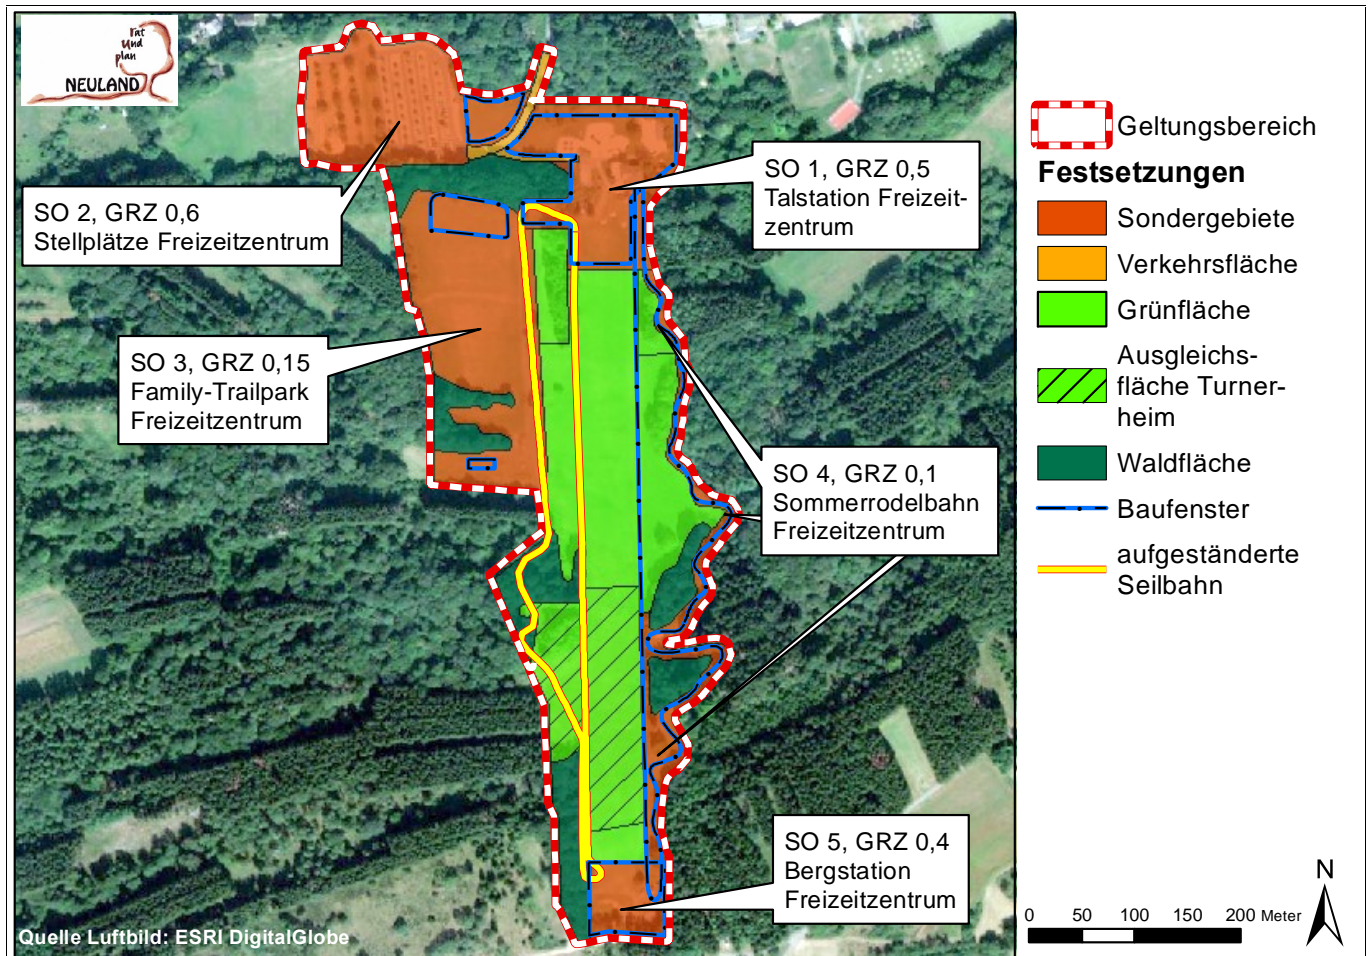 rat
und
plan
NEULAND
SO 2, GRZ 0,6
Stellplätze Freizeitzentrum
SO 1, GRZ 0,5
Talstation Freizeit-
zentrum
SO 3, GRZ 0,15
Family-Trailpark
Freizeitzentrum
SO 4, GRZ 0,1
Sommerrodelbahn
Freizeitzentrum
SO 5, GRZ 0,4
Bergstation
Freizeitzentrum
Quelle Luftbild: ESRI DigitalGlobe
Geltungsbereich
Festsetzungen
Sondergebiete
Verkehrsfläche
Grünfläche
Ausgleichs-
fläche Turner-
heim
Waldfläche
Baufenster
aufgeständerte
Seilbahn
N
0 50 100 150 200 Meter